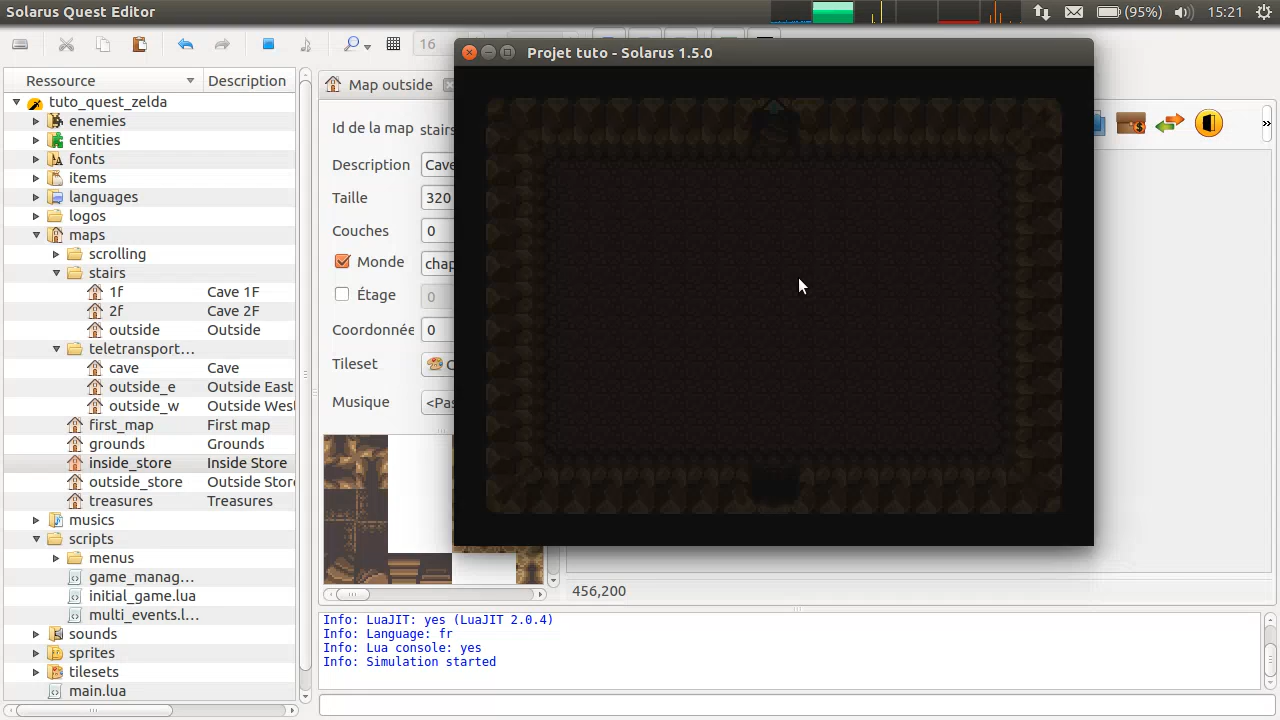 Solarus Quest Editor
(95%)
15:21
16
Projet tuto - Solarus 1.5.0
Ressource
Description
Map outside
tuto_quest_zelda
enemies
entities
fonts
items
languages
logos
maps
scrolling
stairs
1f Cave 1F
2f Cave 2F
outside Outside
teletransport...
cave Cave
outside_e Outside East
outside_w Outside West
first_map First map
grounds Grounds
inside_store Inside Store
outside_store Outside Stor
treasures Treasures
musics
scripts
menus
game_manag...
initial_game.lua
multi_events.l...
sounds
sprites
tilesets
main.lua
Id de la map stairs
Description Cave
Taille 320
Couches 0
Monde chap
Étage 0
Coordonnée 0
Tileset
Musique <Pas
»
456,200
Info: LuaJIT: yes (LuaJIT 2.0.4)
Info: Language: fr
Info: Lua console: yes
Info: Simulation started